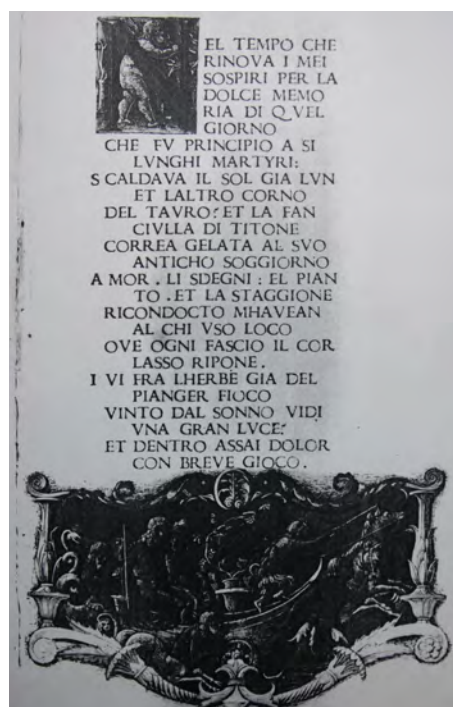 NEL TEMPO CHE
RINOVA I MEI
SOSPIRI PER LA
DOLCE MEMO
RIA DI QVEL
GIORNO
CHE FV PRINCIPIO A SI
LVNGHI MARTYRI:
S CALDAVA IL SOL GIA LVN
ET LALTRO CORNO
DEL TAVRO: ET LA FAN
CIVLLA DI TITONE
CORREA GELATA AL SVO
ANTICHO SOGGIORNO
A MOR . LI SDEGNI : EL PIAN
TO . ET LA STAGGIONE
RICONDOCTO MHAVEAN
AL CHI VSO LOCO
OVE OGNI FASCIO IL COR
LASSO RIPONE .
I VI FRA LHERBE GIA DEL
PIANGER FIOCO
VINTO DAL SONNO VIDI
VNA GRAN LVCE:
ET DENTRO ASSAI DOLOR
CON BREVE GIOCO .